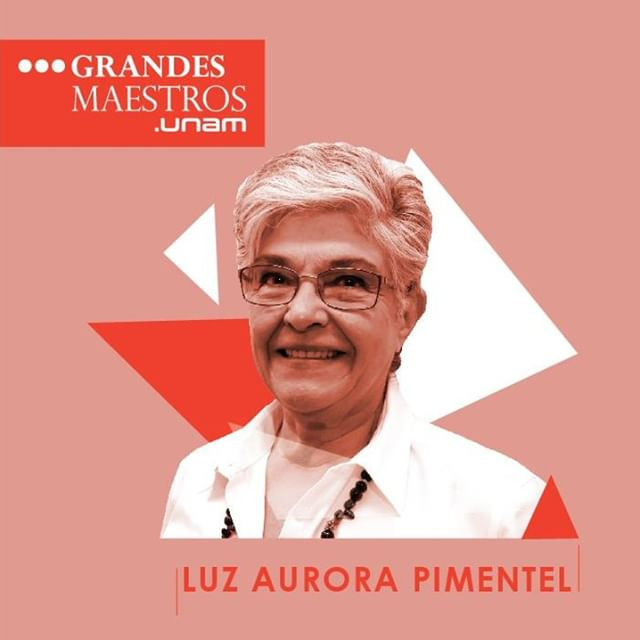 GRANDES
MAESTROS
.unam
LUZ AURORA PIMENTEL